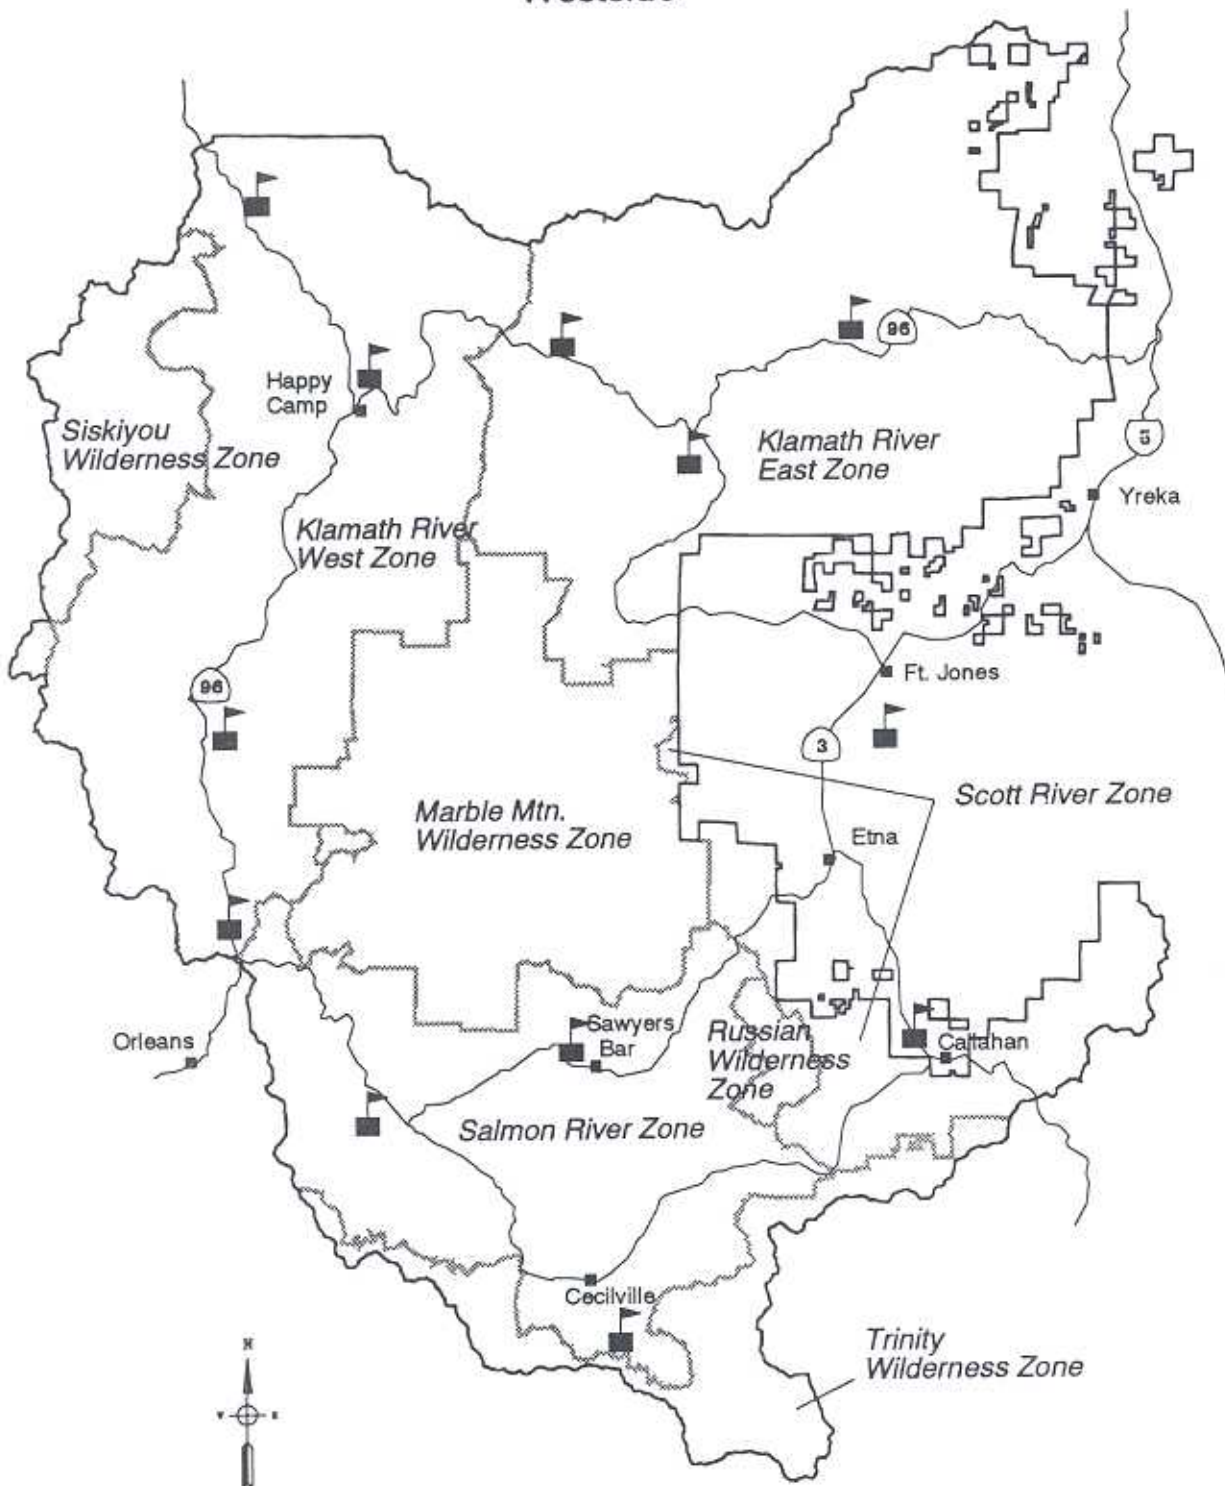 96
Happy
Camp
Siskiyou
Wilderness Zone
Klamath River
East Zone
Yreka
Klamath River
West Zone
96
Ft. Jones
3
Scott River Zone
Marble Mtn.
Wilderness Zone
Etna
Orleans
Sawyers
Bar
Russian
Wilderness
Zone
Callahan
Salmon River Zone
Cecilville
Trinity
Wilderness Zone
N